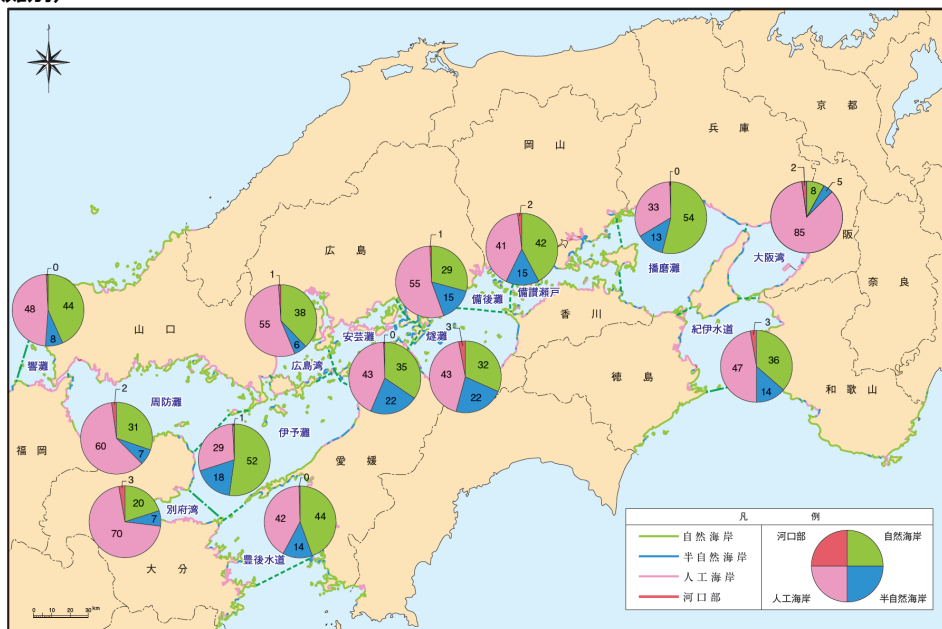 京都
兵庫
岡山
広島
大阪
奈良
和歌山
香川
徳島
愛媛
山口
福岡
大分
0
48
44
8
響灘
1
38
55
6
広島湾
安芸灘
0
35
43
22
1
29
55
15
備後灘
燧灘
3
32
43
22
2
42
41
15
備讃瀬戸
0
33
54
13
播磨灘
2
8
5
85
大阪湾
紀伊水道
3
36
47
14
周防灘
2
31
60
7
伊予灘
1
29
52
18
別府湾
3
20
7
70
豊後水道
0
42
44
14
凡例
自然海岸
半自然海岸
人工海岸
河口部
河口部
自然海岸
人工海岸
半自然海岸
0 10 20 30km